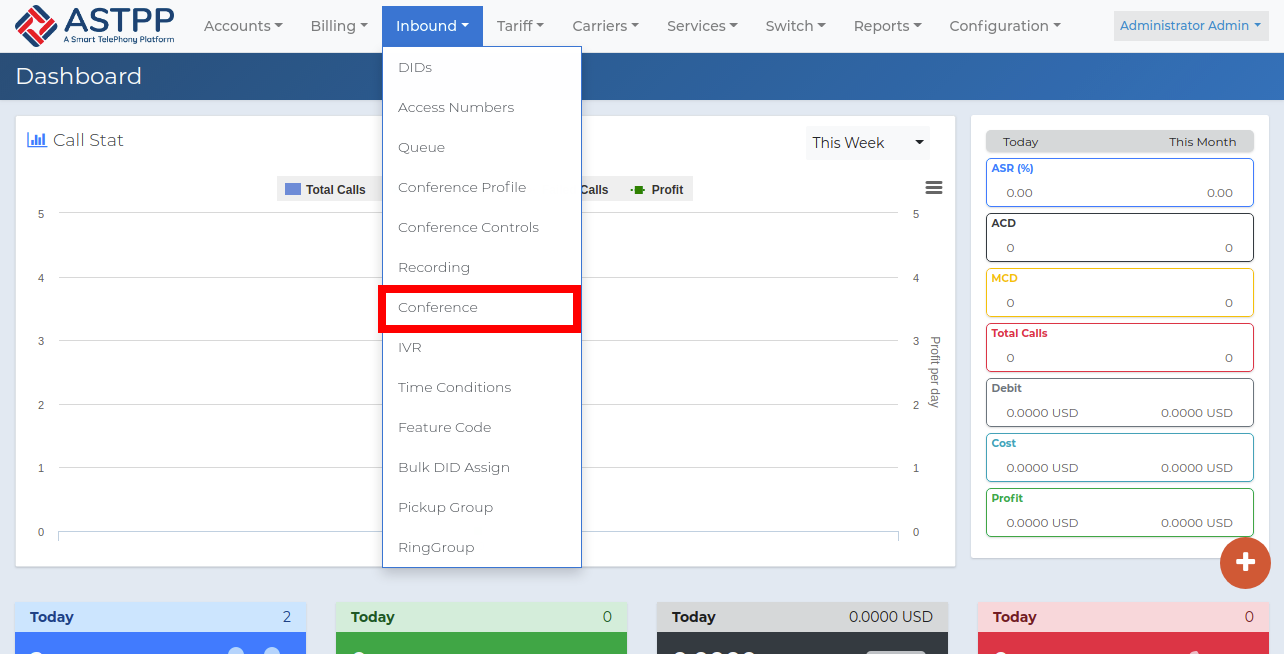 ASTPP
A Smart TelePhony Platform
Accounts Billing Inbound Tariff Carriers Services Switch Reports Configuration Administrator Admin
Dashboard
DIDs
Access Numbers
Queue
Conference Profile
Conference Controls
Recording
Conference
IVR
Time Conditions
Feature Code
Bulk DID Assign
Pickup Group
RingGroup
Call Stat
This Week
Total Calls Calls Profit
5
4
3
2
1
0
5
4
3
2
1
0
Profit per day
Today This Month
ASR (%)
0.00 0.00
ACD
0 0
MCD
0 0
Total Calls
0 0
Debit
0.0000 USD 0.0000 USD
Cost
0.0000 USD 0.0000 USD
Profit
0.0000 USD 0.0000 USD
Today 2
Today 0
Today 0.0000 USD
Today 0